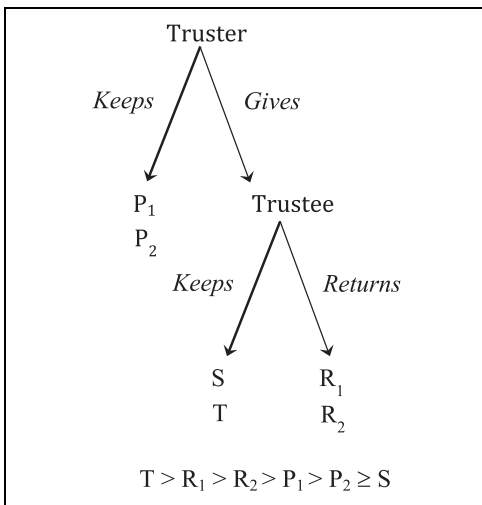 Truster
Keeps Gives
P₁ Trustee
P₂
Keeps Returns
S R₁
T R₂
T > R₁ > R₂ > P₁ > P₂ ≥ S